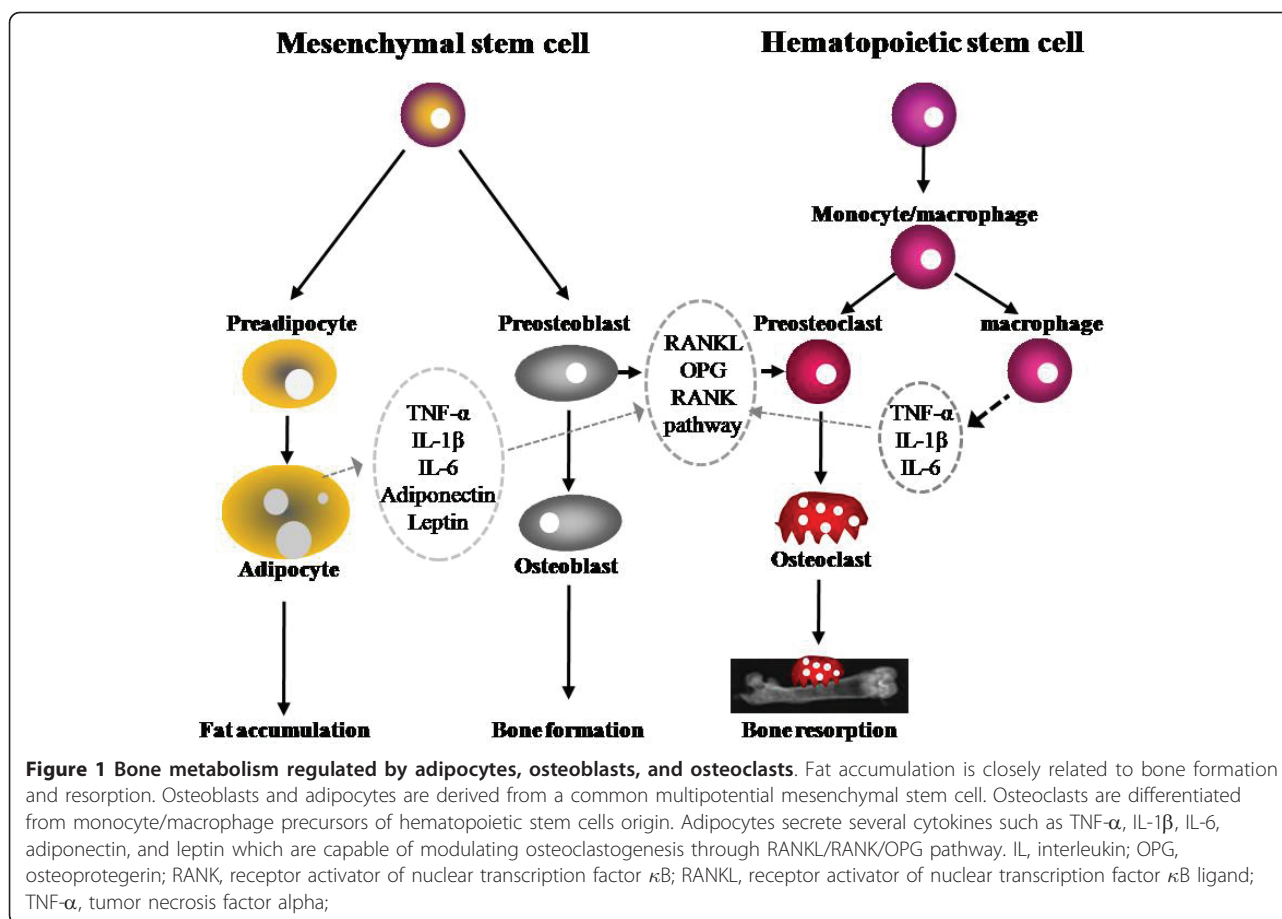 Mesenchymal stem cell
Hematopoietic stem cell
Monocyte/macrophage
Preadipocyte
Preosteoblast
Preosteoclast
macrophage
RANKL
OPG
RANK
pathway
TNF-α
IL-1β
IL-6
Adiponectin
Leptin
TNF-α
IL-1β
IL-6
Adipocyte
Osteoblast
Osteoclast
Fat accumulation
Bone formation
Bone resorption
Figure 1 Bone metabolism regulated by adipocytes, osteoblasts, and osteoclasts. Fat accumulation is closely related to bone formation
and resorption. Osteoblasts and adipocytes are derived from a common multipotential mesenchymal stem cell. Osteoclasts are differentiated
from monocyte/macrophage precursors of hematopoietic stem cells origin. Adipocytes secrete several cytokines such as TNF-α, IL-1β, IL-6,
adiponectin, and leptin which are capable of modulating osteoclastogenesis through RANKL/RANK/OPG pathway. IL, interleukin; OPG,
osteoprotegerin; RANK, receptor activator of nuclear transcription factor κB; RANKL, receptor activator of nuclear transcription factor κB ligand;
TNF-α, tumor necrosis factor alpha;